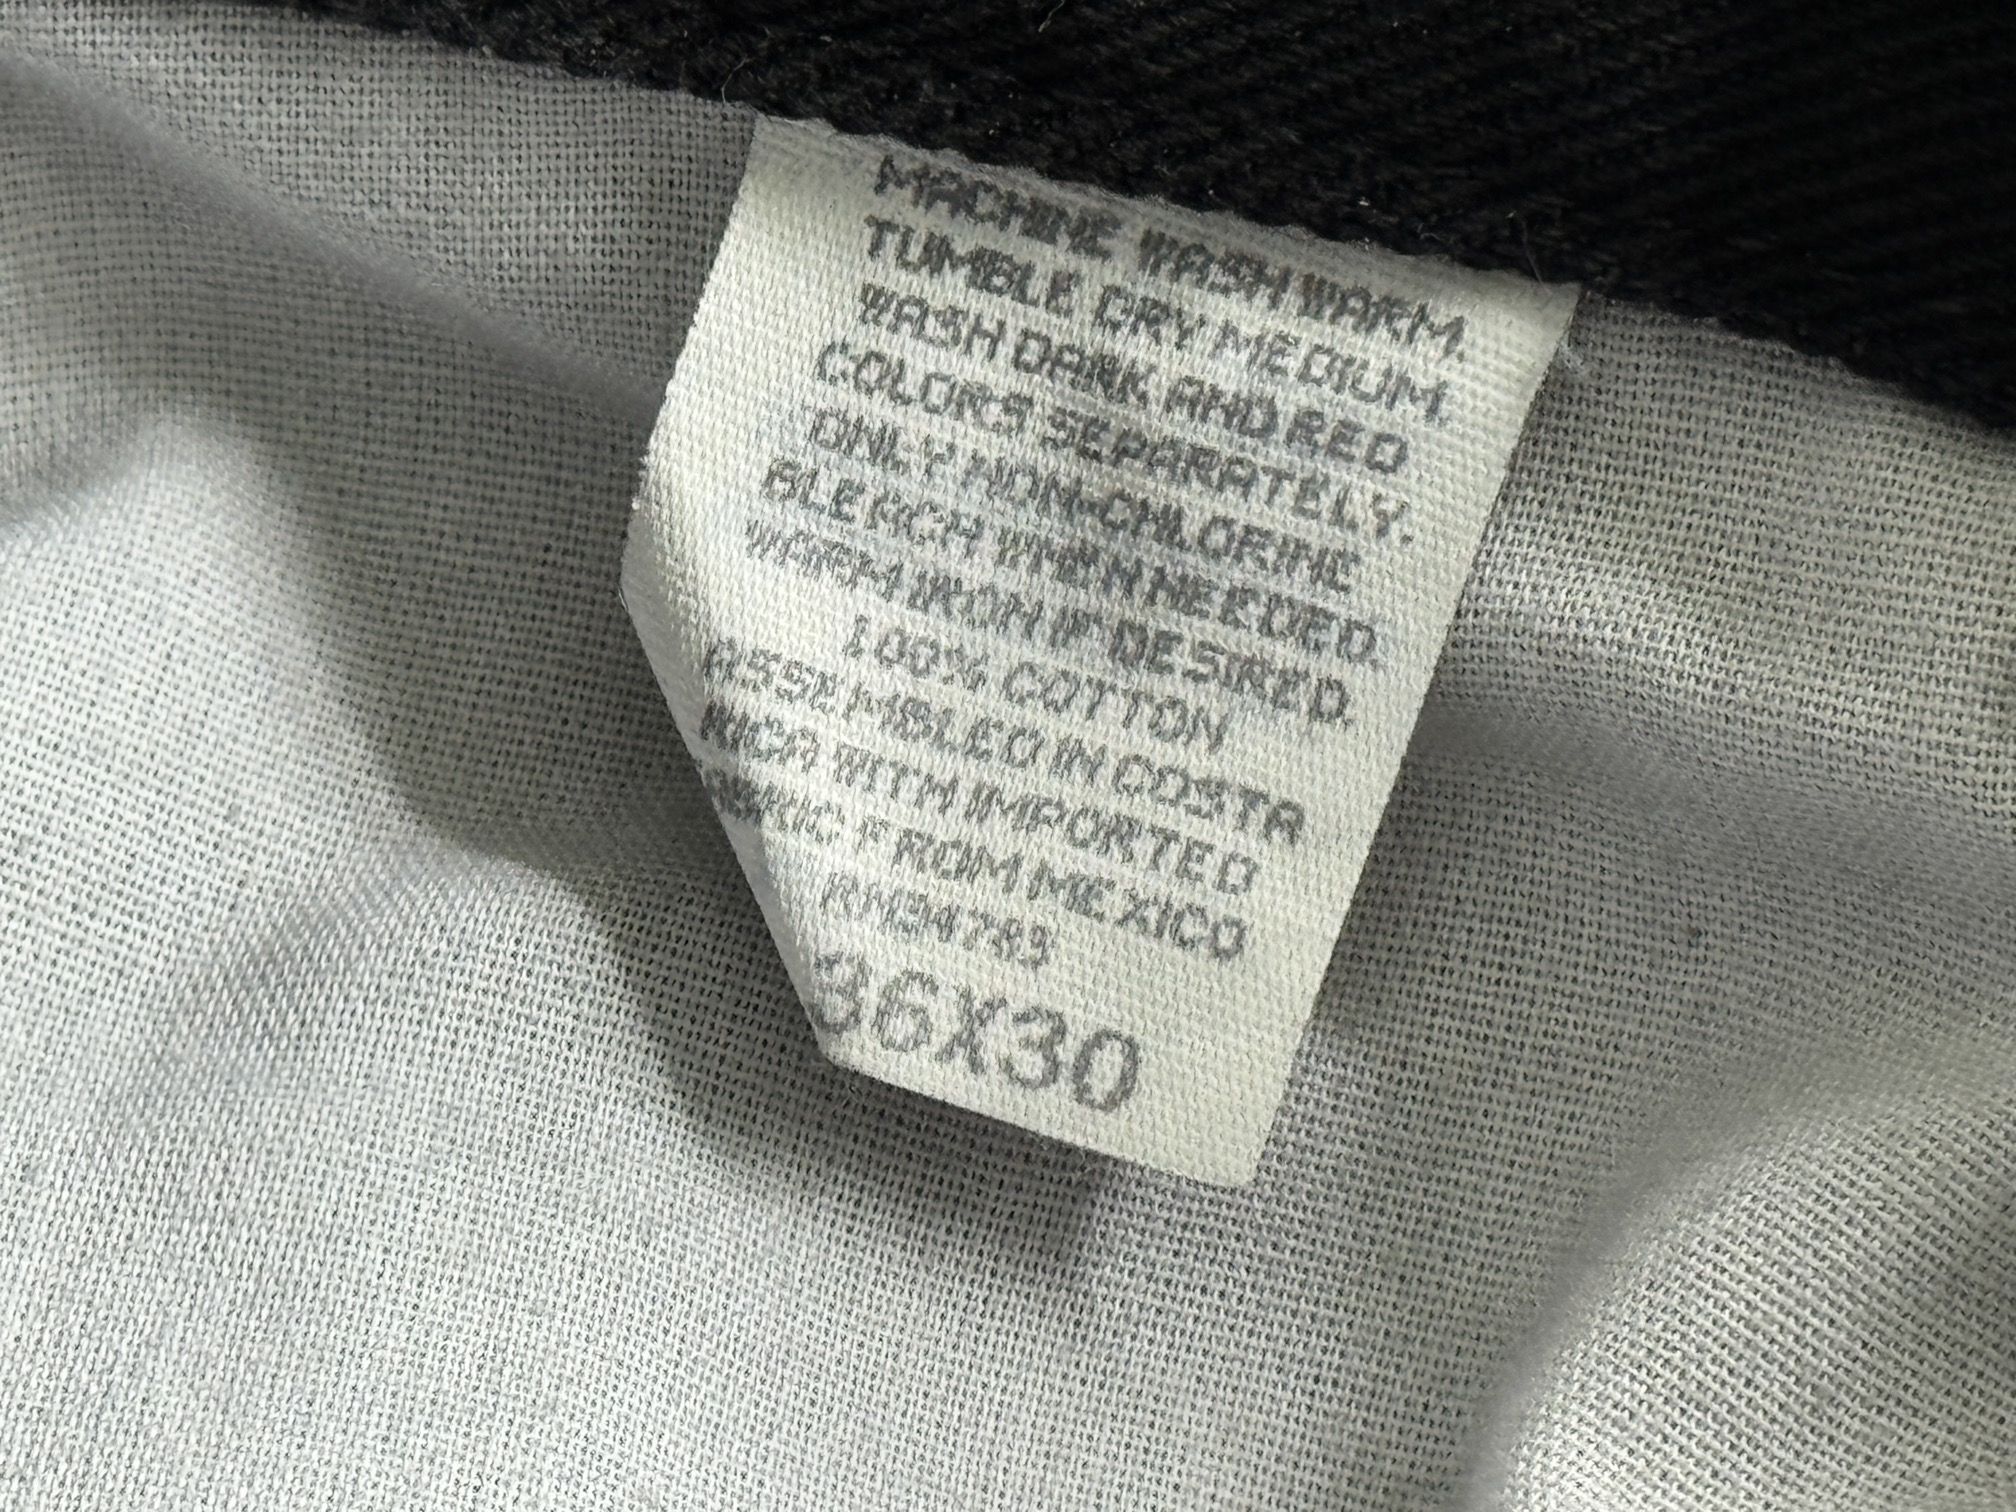 MACHINE WASH WARM.
TUMBLE DRY MEDIUM.
WASH DARK AND RED
COLORS SEPARATELY.
ONLY NON-CHLORINE
BLEACH WHEN NEEDED.
WARM IRON IF DESIRED.
100% COTTON
ASSEMBLED IN COSTA
RICA WITH IMPORTED
FABRIC FROM MEXICO
RN94783
36X30